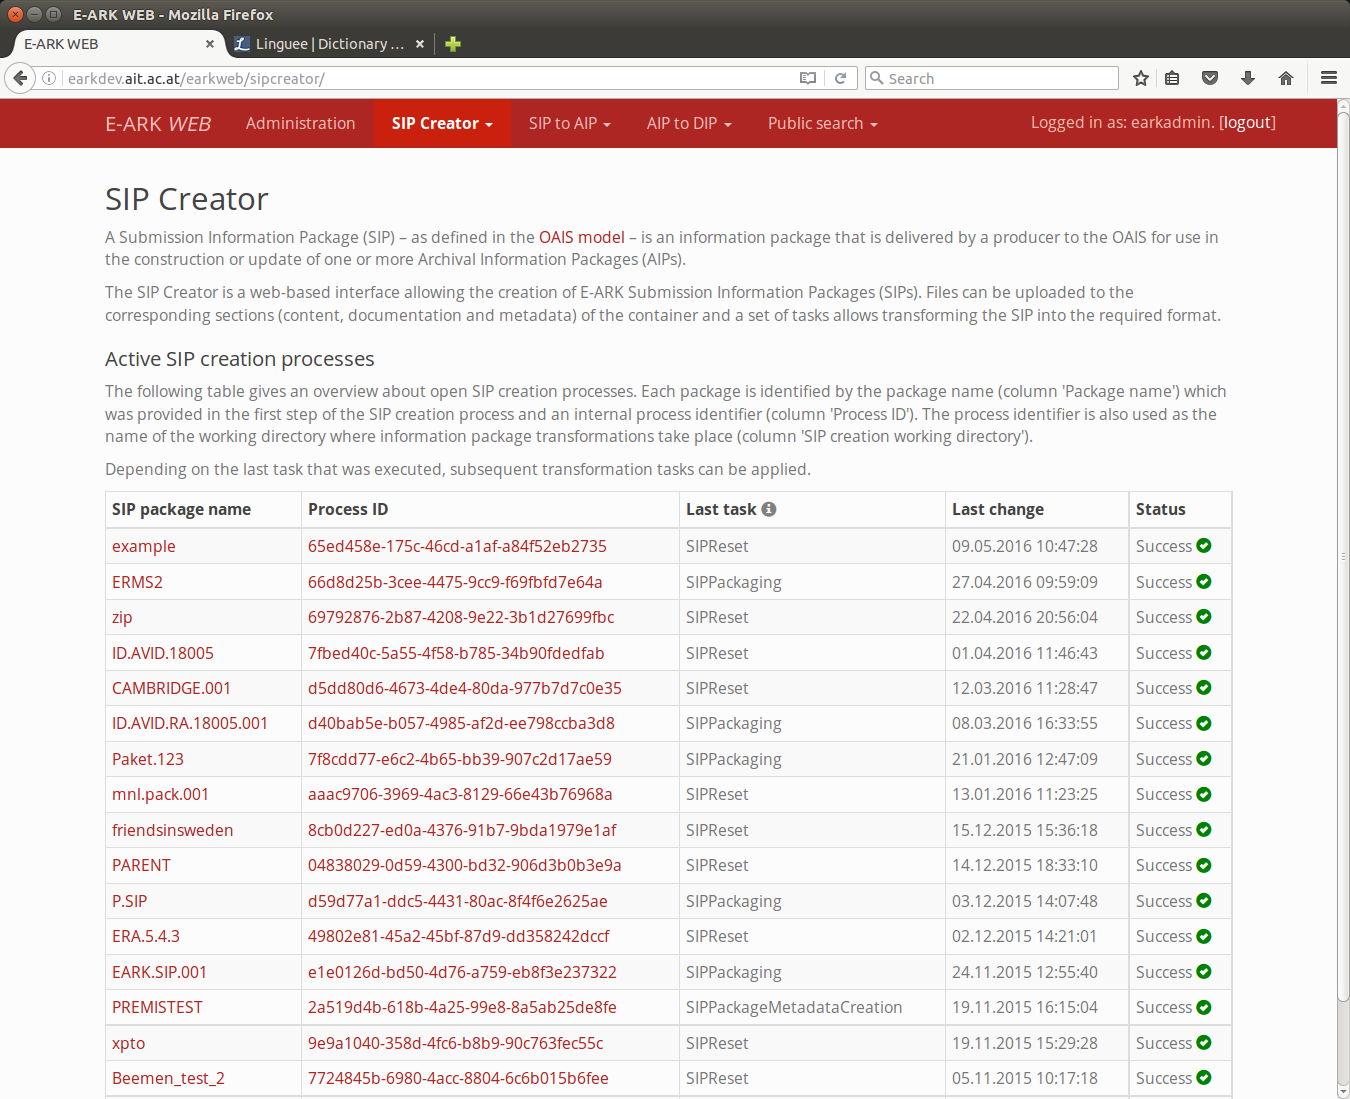 E-ARK WEB - Mozilla Firefox
E-ARK WEB
Linguee | Dictionary ...
earkdev.ait.ac.at/earkweb/sipcreator/
Search
E-ARK WEB Administration SIP Creator SIP to AIP AIP to DIP Public search Logged in as: earkadmin. [logout]
SIP Creator
A Submission Information Package (SIP) – as defined in the OAIS model – is an information package that is delivered by a producer to the OAIS for use in
the construction or update of one or more Archival Information Packages (AIPs).
The SIP Creator is a web-based interface allowing the creation of E-ARK Submission Information Packages (SIPs). Files can be uploaded to the
corresponding sections (content, documentation and metadata) of the container and a set of tasks allows transforming the SIP into the required format.
Active SIP creation processes
The following table gives an overview about open SIP creation processes. Each package is identified by the package name (column 'Package name') which
was provided in the first step of the SIP creation process and an internal process identifier (column 'Process ID'). The process identifier is also used as the
name of the working directory where information package transformations take place (column 'SIP creation working directory').
Depending on the last task that was executed, subsequent transformation tasks can be applied.
SIP package name Process ID Last task Last change Status
example 65ed458e-175c-46cd-a1af-a84f52eb2735 SIPReset 09.05.2016 10:47:28 Success
ERMS2 66d8d25b-3cee-4475-9cc9-f69fbfd7e64a SIPPackaging 27.04.2016 09:59:09 Success
zip 69792876-2b87-4208-9e22-3b1d27699fbc SIPReset 22.04.2016 20:56:04 Success
ID.AVID.18005 7fbed40c-5a55-4f58-b785-34b90fdedfab SIPReset 01.04.2016 11:46:43 Success
CAMBRIDGE.001 d5dd80d6-4673-4de4-80da-977b7d7c0e35 SIPReset 12.03.2016 11:28:47 Success
ID.AVID.RA.18005.001 d40bab5e-b057-4985-af2d-ee798ccba3d8 SIPPackaging 08.03.2016 16:33:55 Success
Paket.123 7f8cdd77-e6c2-4b65-bb39-907c2d17ae59 SIPPackaging 21.01.2016 12:47:09 Success
mnl.pack.001 aaac9706-3969-4ac3-8129-66e43b76968a SIPReset 13.01.2016 11:23:25 Success
friendsinsweden 8cb0d227-ed0a-4376-91b7-9bda1979e1af SIPReset 15.12.2015 15:36:18 Success
PARENT 04838029-0d59-4300-bd32-906d3b0b3e9a SIPReset 14.12.2015 18:33:10 Success
P.SIP d59d77a1-ddc5-4431-80ac-8f4f6e2625ae SIPPackaging 03.12.2015 14:07:48 Success
ERA.5.4.3 49802e81-45a2-45bf-87d9-dd358242dccf SIPReset 02.12.2015 14:21:01 Success
EARK.SIP.001 e1e0126d-bd50-4d76-a759-eb8f3e237322 SIPPackaging 24.11.2015 12:55:40 Success
PREMISTEST 2a519d4b-618b-4a25-99e8-8a5ab25de8fe SIPPackageMetadataCreation 19.11.2015 16:15:04 Success
xpto 9e9a1040-358d-4fc6-b8b9-90c763fec55c SIPReset 19.11.2015 15:29:28 Success
Beemen_test_2 7724845b-6980-4acc-8804-6c6b015b6fee SIPReset 05.11.2015 10:17:18 Success